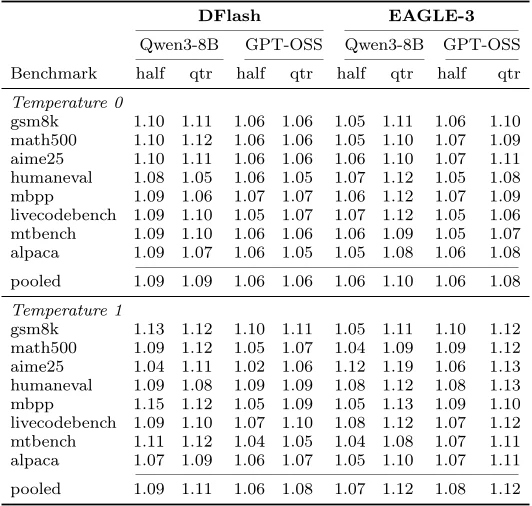 DFlash EAGLE-3
Qwen3-8B GPT-OSS Qwen3-8B GPT-OSS
Benchmark half qtr half qtr half qtr half qtr
Temperature 0
gsm8k 1.10 1.11 1.06 1.06 1.05 1.11 1.06 1.10
math500 1.10 1.12 1.06 1.06 1.05 1.10 1.07 1.09
aime25 1.10 1.11 1.06 1.06 1.06 1.10 1.07 1.11
humaneval 1.08 1.05 1.06 1.05 1.07 1.12 1.05 1.08
mbpp 1.09 1.06 1.07 1.07 1.06 1.12 1.07 1.09
livecodebench 1.09 1.10 1.05 1.07 1.07 1.12 1.05 1.06
mtbench 1.09 1.10 1.06 1.06 1.06 1.09 1.05 1.07
alpaca 1.09 1.07 1.06 1.05 1.05 1.08 1.06 1.08
pooled 1.09 1.09 1.06 1.06 1.06 1.10 1.06 1.08
Temperature 1
gsm8k 1.13 1.12 1.10 1.11 1.05 1.11 1.10 1.12
math500 1.09 1.12 1.05 1.07 1.04 1.09 1.09 1.12
aime25 1.04 1.11 1.02 1.06 1.12 1.19 1.06 1.13
humaneval 1.09 1.08 1.09 1.09 1.08 1.12 1.08 1.13
mbpp 1.15 1.12 1.05 1.09 1.05 1.13 1.09 1.10
livecodebench 1.09 1.10 1.07 1.10 1.08 1.12 1.07 1.12
mtbench 1.11 1.12 1.04 1.05 1.04 1.08 1.07 1.11
alpaca 1.07 1.09 1.06 1.07 1.05 1.10 1.07 1.11
pooled 1.09 1.11 1.06 1.08 1.07 1.12 1.08 1.12